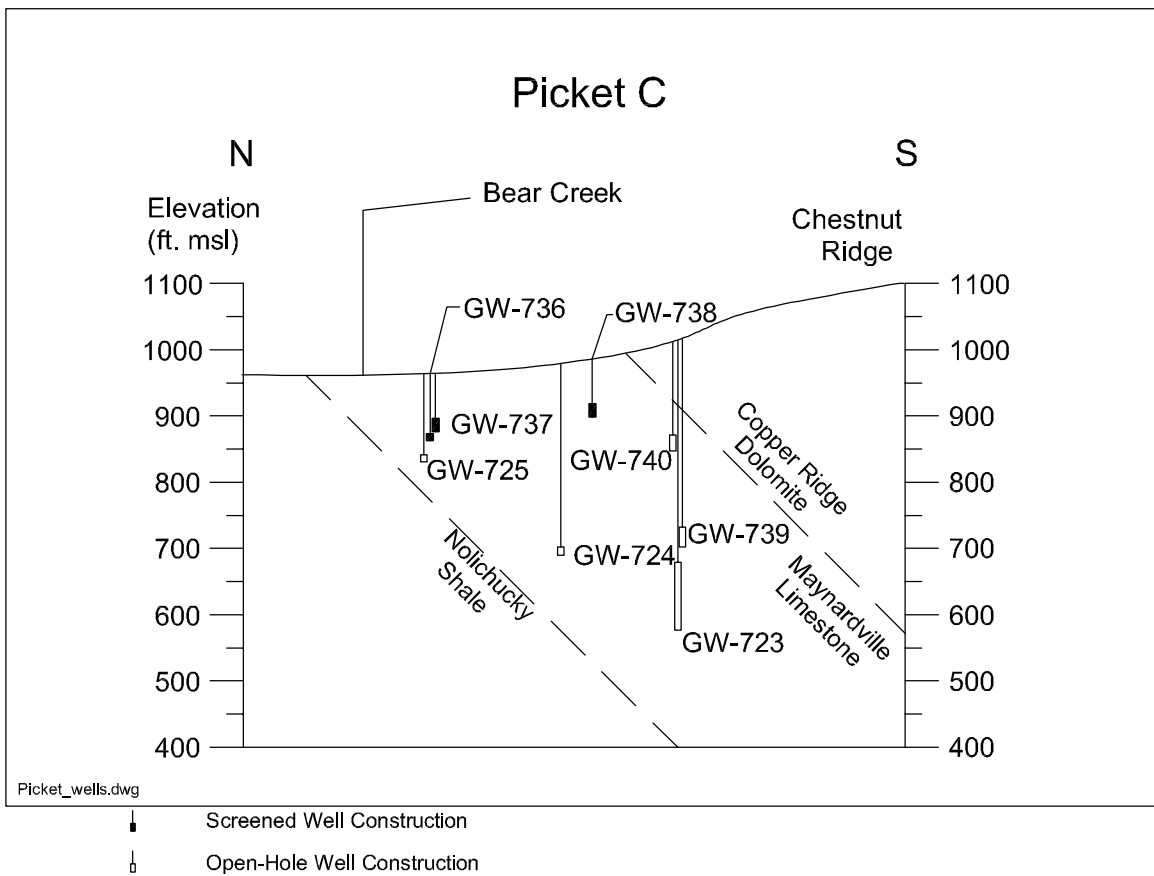 Picket C
N
S
Bear Creek
Elevation
(ft. msl)
Chestnut
Ridge
1100
1100
GW-736
GW-738
1000
1000
900
900
GW-737
GW-740
GW-725
Copper Ridge
Dolomite
800
800
GW-739
700
700
GW-724
Nolichucky
Shale
Maynardville
Limestone
600
600
GW-723
500
500
400
400
Picket_wells.dwg
Screened Well Construction
Open-Hole Well Construction